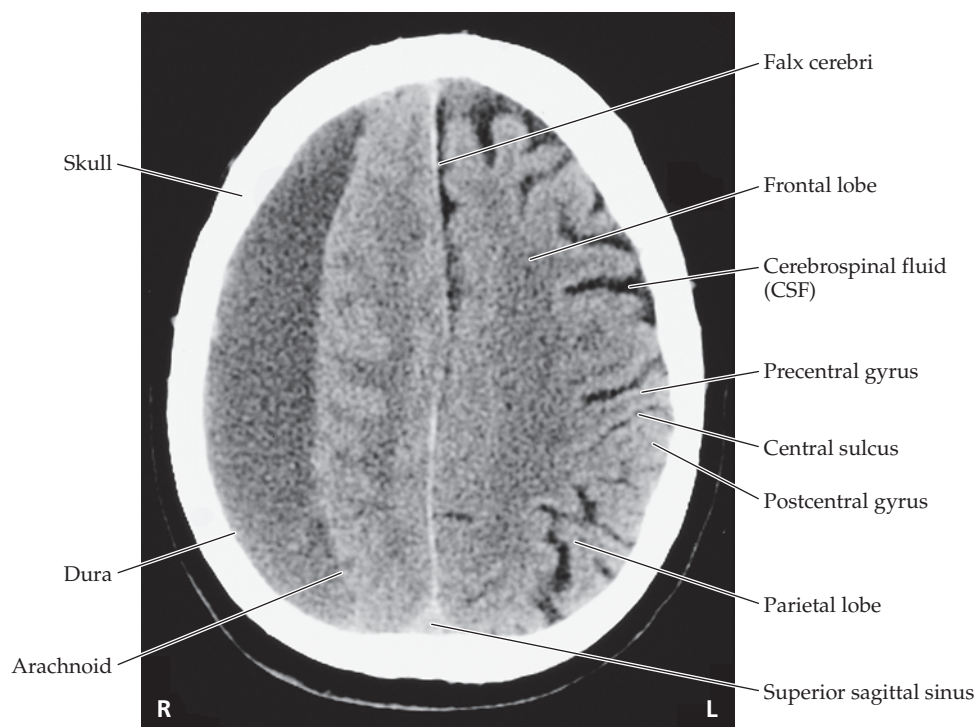 Falx cerebri
Skull
Frontal lobe
Cerebrospinal fluid
(CSF)
Precentral gyrus
Central sulcus
Postcentral gyrus
Dura
Parietal lobe
Arachnoid
Superior sagittal sinus
R
L